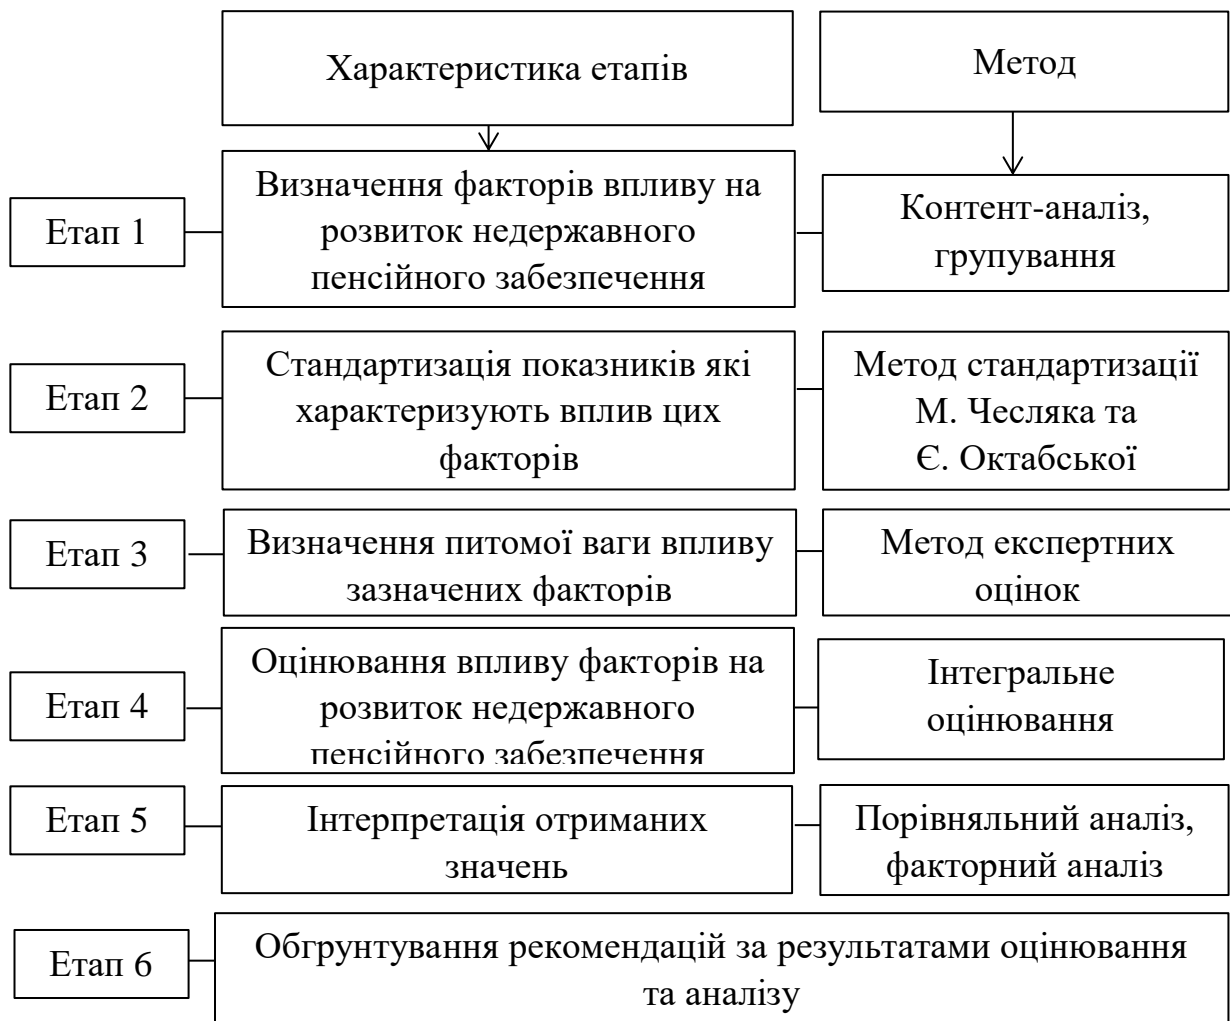 Характеристика етапів
Метод
Етап 1
Визначення факторів впливу на
розвиток недержавного
пенсійного забезпечення
Контент-аналіз,
групування
Етап 2
Стандартизація показників які
характеризують вплив цих
факторів
Метод стандартизації
М. Чесляка та
Є. Октабської
Етап 3
Визначення питомої ваги впливу
зазначених факторів
Метод експертних
оцінок
Етап 4
Оцінювання впливу факторів на
розвиток недержавного
пенсійного забезпечення
Інтегральне
оцінювання
Етап 5
Інтерпретація отриманих
значень
Порівняльний аналіз,
факторний аналіз
Етап 6
Обгрунтування рекомендацій за результатами оцінювання
та аналізу